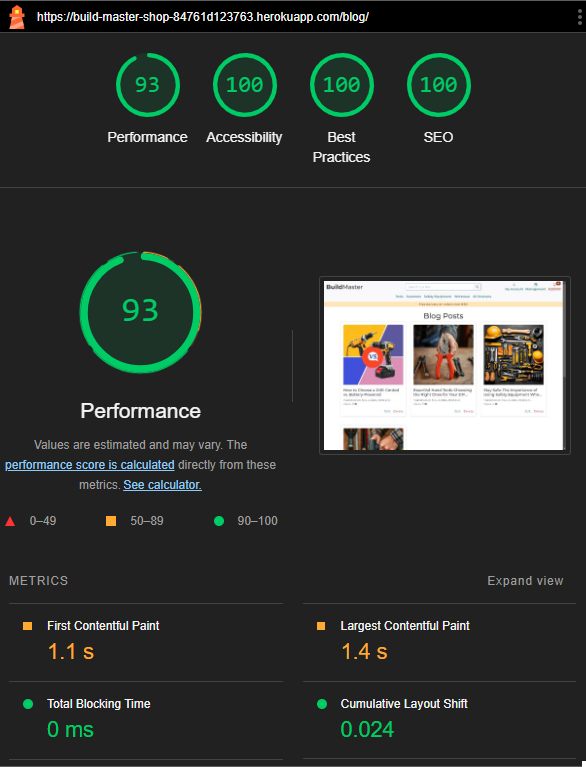 https://build-master-shop-84761d123763.herokuapp.com/blog/
93 100 100 100
Performance Accessibility Best Practices SEO
93
Performance
Values are estimated and may vary. The
performance score is calculated directly from these
metrics. See calculator.
0–49 50–89 90–100
BuildMaster
Blog Posts
VS.
METRICS Expand view
First Contentful Paint
1.1 s
Largest Contentful Paint
1.4 s
Total Blocking Time
0 ms
Cumulative Layout Shift
0.024